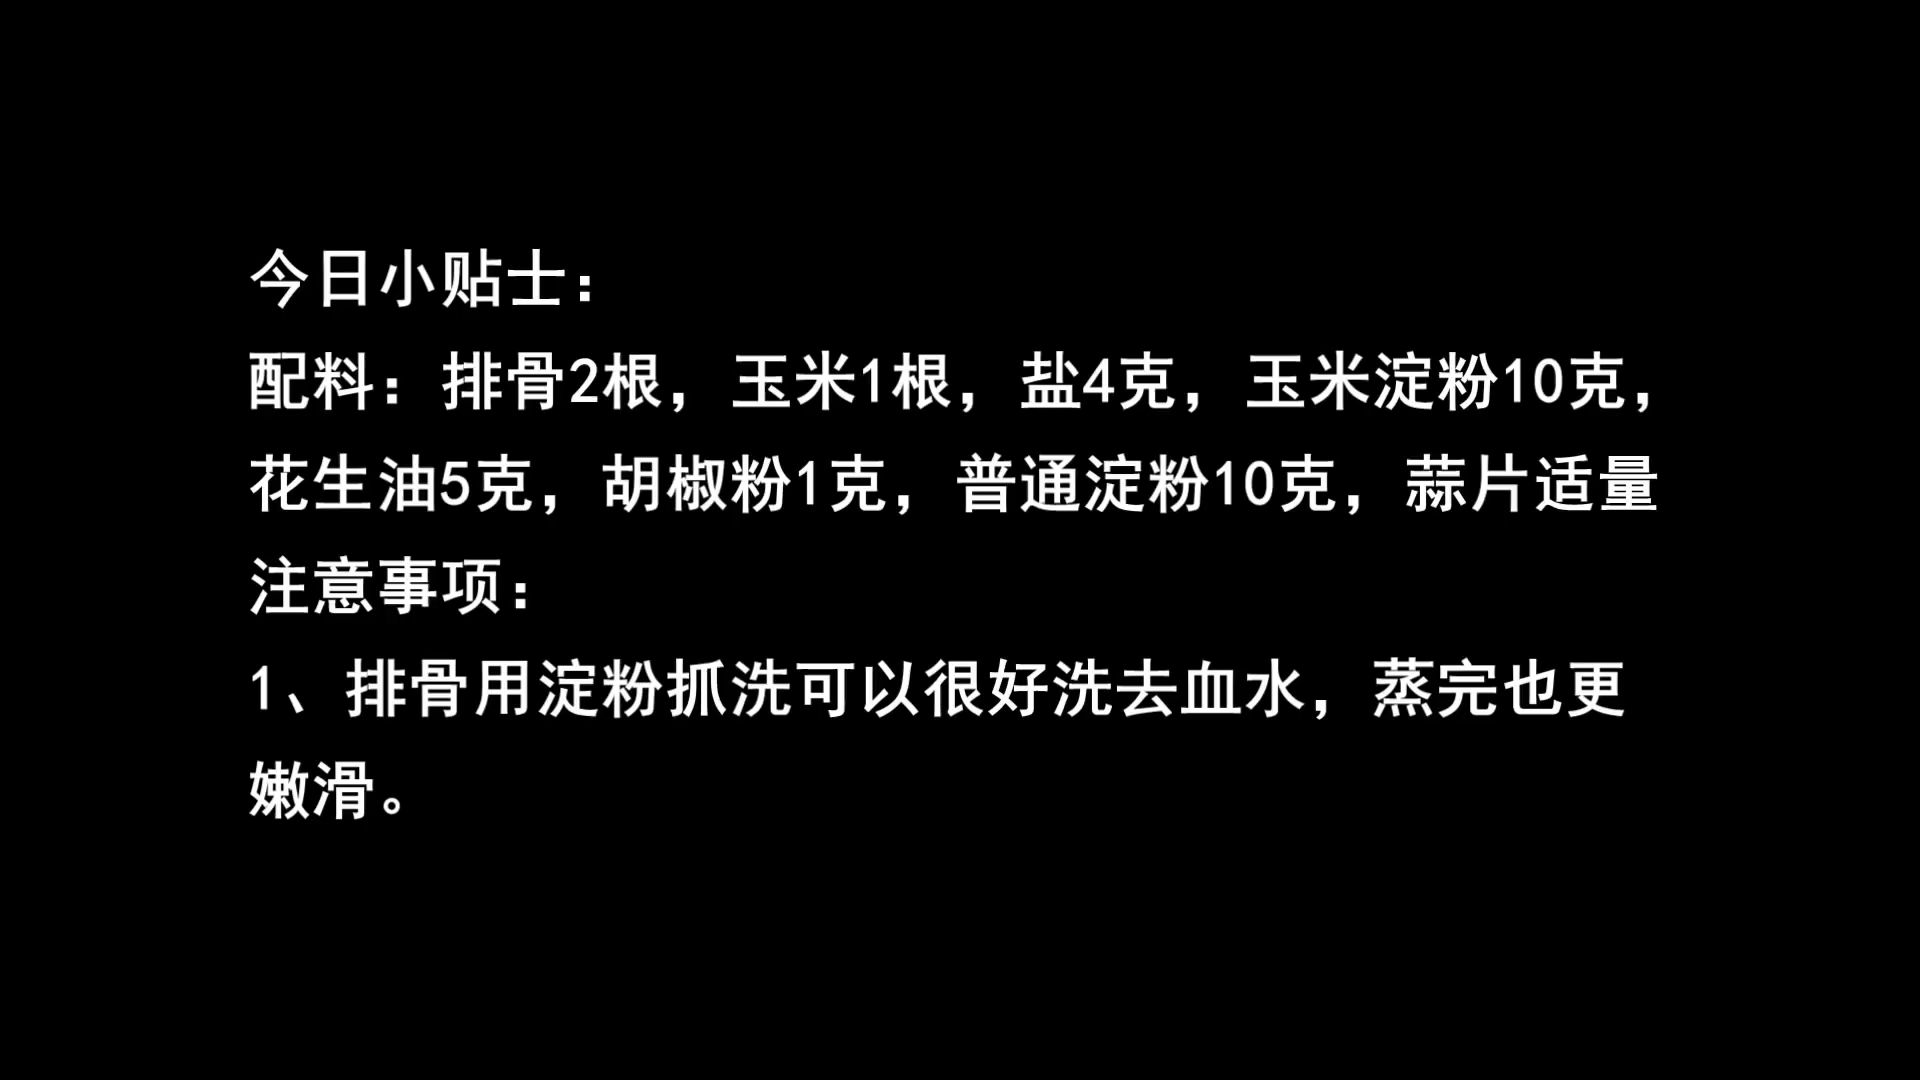 今日小贴士：
配料：排骨2根，玉米1根，盐4克，玉米淀粉10克，
花生油5克，胡椒粉1克，普通淀粉10克，蒜片适量
注意事项：
1、排骨用淀粉抓洗可以很好洗去血水，蒸完也更
嫩滑。